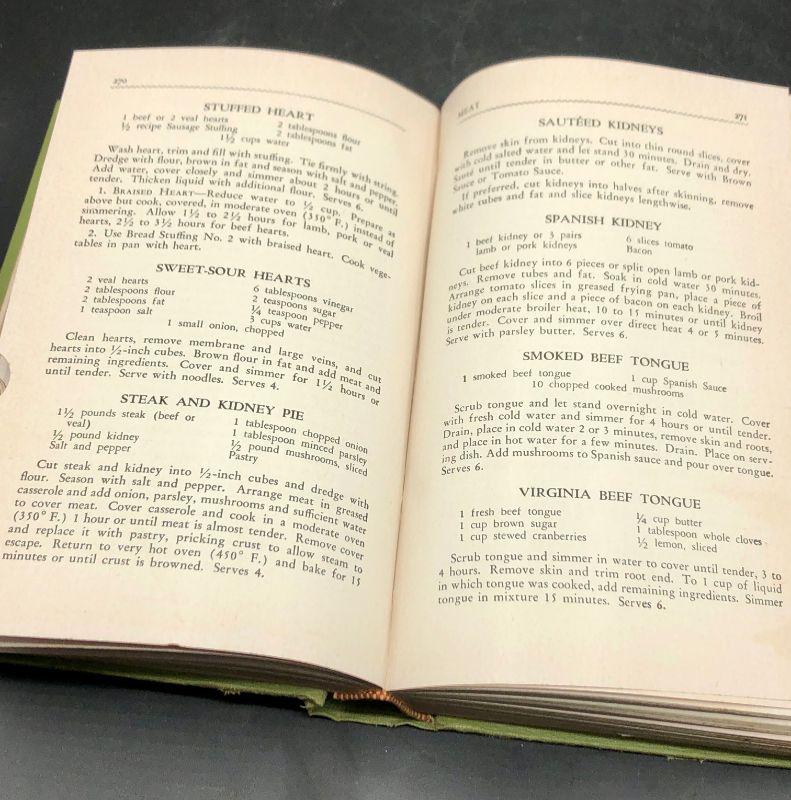 270
STUFFED HEART
1 beef or 2 veal hearts
½ recipe Sausage Stuffing
2 tablespoons flour
2 tablespoons fat
1½ cups water
Wash heart, trim and fill with stuffing. Tie firmly with string.
Dredge with flour, brown in fat and season with salt and pepper.
Add water, cover closely and simmer about 2 hours or until
tender. Thicken liquid with additional flour. Serves 6.
1. BRAISED HEART—Reduce water to ½ cup. Prepare as
above but cook, covered, in moderate oven (350° F.) instead of
simmering. Allow 1½ to 2½ hours for lamb, pork or veal
hearts, 2½ to 3½ hours for beef hearts.
2. Use Bread Stuffing No. 2 with braised heart. Cook vege-
tables in pan with heart.
SWEET-SOUR HEARTS
2 veal hearts
2 tablespoons flour
2 tablespoons fat
1 teaspoon salt
6 tablespoons vinegar
2 teaspoons sugar
¼ teaspoon pepper
3 cups water
1 small onion, chopped
Clean hearts, remove membrane and large veins, and cut
hearts into ½-inch cubes. Brown flour in fat and add meat and
remaining ingredients. Cover and simmer for 1½ hours or
until tender. Serve with noodles. Serves 4.
STEAK AND KIDNEY PIE
1½ pounds steak (beef or
veal)
½ pound kidney
Salt and pepper
1 tablespoon chopped onion
1 tablespoon minced parsley
½ pound mushrooms, sliced
Pastry
Cut steak and kidney into ½-inch cubes and dredge with
flour. Season with salt and pepper. Arrange meat in greased
casserole and add onion, parsley, mushrooms and sufficient water
to cover meat. Cover casserole and cook in a moderate oven
(350° F.) 1 hour or until meat is almost tender. Remove cover
and replace it with pastry, pricking crust to allow steam to
escape. Return to very hot oven (450° F.) and bake for 15
minutes or until crust is browned. Serves 4.
MEAT
271
SAUTÉED KIDNEYS
Remove skin from kidneys. Cut into thin round slices, cover
with cold salted water and let stand 30 minutes. Drain and dry.
Sauté until tender in butter or other fat. Serve with Brown
Sauce or Tomato Sauce.
If preferred, cut kidneys into halves after skinning, remove
white tubes and fat and slice kidneys lengthwise.
SPANISH KIDNEY
1 beef kidney or 3 pairs
lamb or pork kidneys
6 slices tomato
Bacon
Cut beef kidney into 6 pieces or split open lamb or pork kid-
neys. Remove tubes and fat. Soak in cold water 30 minutes.
Arrange tomato slices in greased frying pan, place a piece of
kidney on each slice and a piece of bacon on each kidney. Broil
under moderate broiler heat, 10 to 15 minutes or until kidney
is tender. Cover and simmer over direct heat 4 or 5 minutes.
Serve with parsley butter. Serves 6.
SMOKED BEEF TONGUE
1 smoked beef tongue
1 cup Spanish Sauce
10 chopped cooked mushrooms
Scrub tongue and let stand overnight in cold water. Cover
with fresh cold water and simmer for 4 hours or until tender.
Drain, place in cold water 2 or 3 minutes, remove skin and roots,
and place in hot water for a few minutes. Drain. Place on serv-
ing dish. Add mushrooms to Spanish sauce and pour over tongue.
Serves 6.
VIRGINIA BEEF TONGUE
1 fresh beef tongue
1 cup brown sugar
1 cup stewed cranberries
¼ cup butter
1 tablespoon whole cloves
½ lemon, sliced
Scrub tongue and simmer in water to cover until tender, 3 to
4 hours. Remove skin and trim root end. To 1 cup of liquid
in which tongue was cooked, add remaining ingredients. Simmer
tongue in mixture 15 minutes. Serves 6.